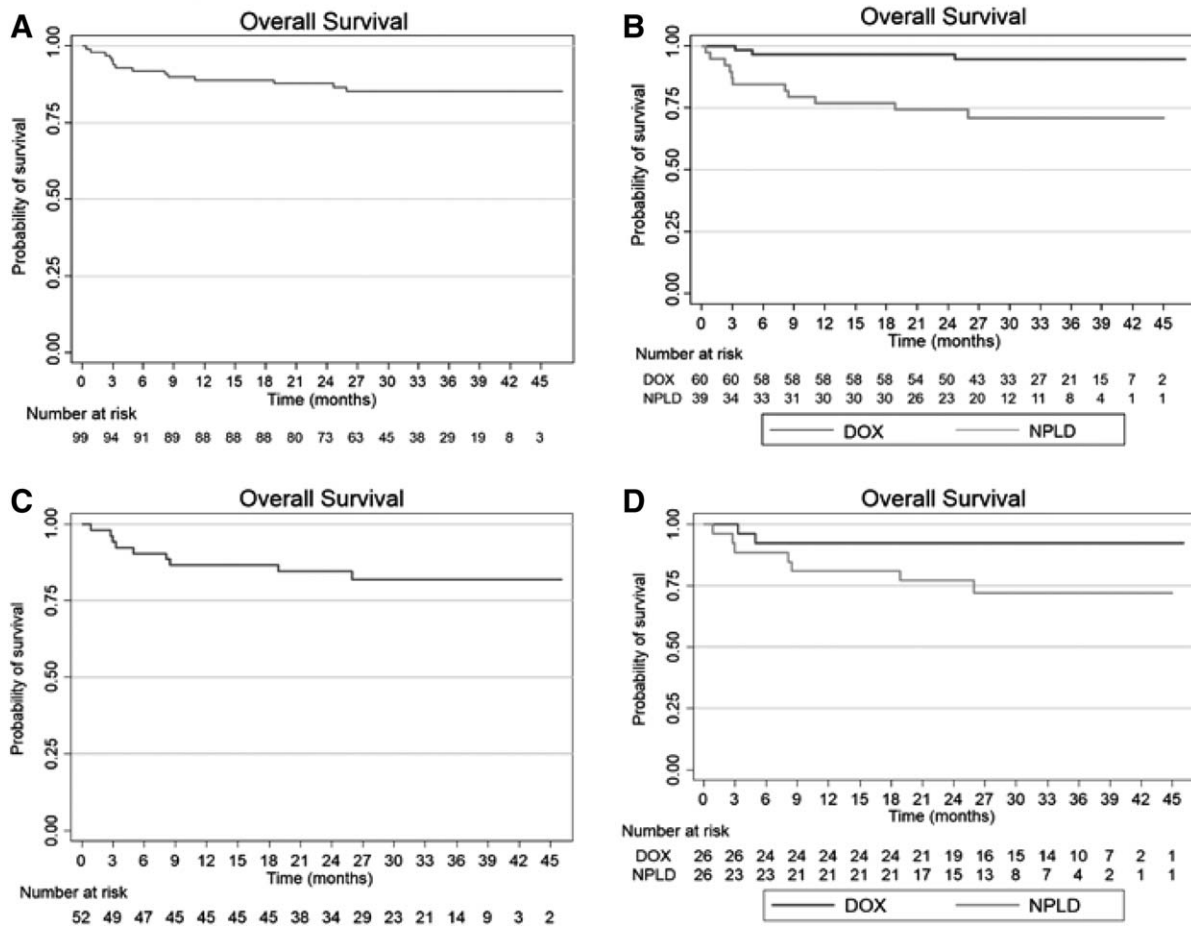 A
Overall Survival
Probability of survival
1.00
0.75
0.50
0.25
0.00
0 3 6 9 12 15 18 21 24 27 30 33 36 39 42 45
Time (months)
Number at risk
99 94 91 89 88 88 88 80 73 63 45 38 29 19 8 3
B
Overall Survival
Probability of survival
1.00
0.75
0.50
0.25
0.00
0 3 6 9 12 15 18 21 24 27 30 33 36 39 42 45
Time (months)
Number at risk
DOX 60 60 58 58 58 58 58 54 50 43 33 27 21 15 7 2
NPLD 39 34 33 31 30 30 30 26 23 20 12 11 8 4 1 1
DOX NPLD
C
Overall Survival
Probability of survival
1.00
0.75
0.50
0.25
0.00
0 3 6 9 12 15 18 21 24 27 30 33 36 39 42 45
Time (months)
Number at risk
52 49 47 45 45 45 45 38 34 29 23 21 14 9 3 2
D
Overall Survival
Probability of survival
1.00
0.75
0.50
0.25
0.00
0 3 6 9 12 15 18 21 24 27 30 33 36 39 42 45
Time (months)
Number at risk
DOX 26 26 24 24 24 24 24 21 19 16 15 14 10 7 2 1
NPLD 26 23 23 21 21 21 21 17 15 13 8 7 4 2 1 1
DOX NPLD